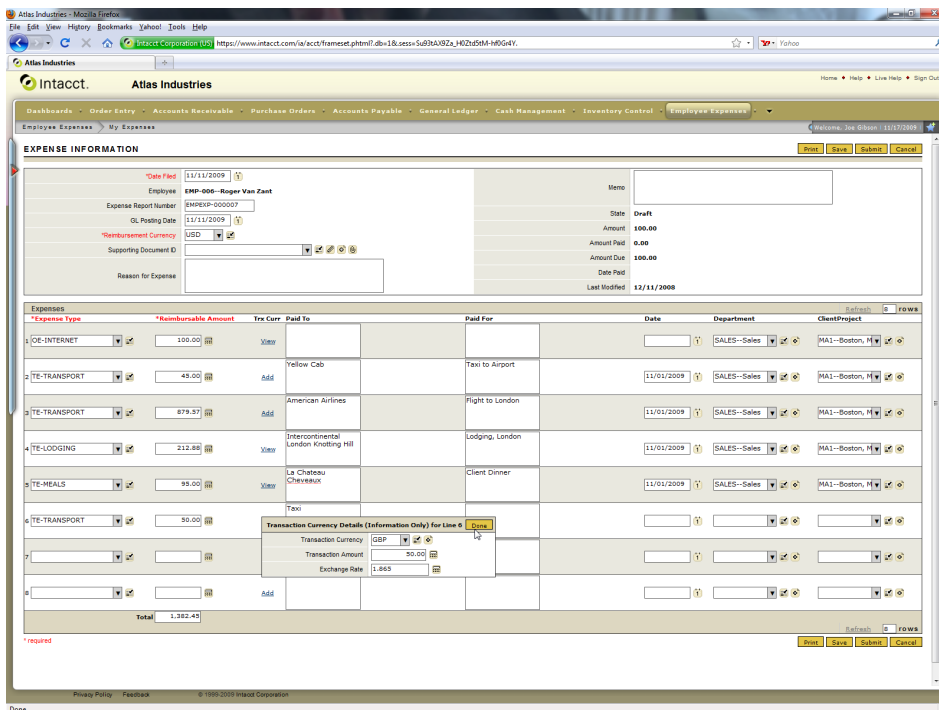 Atlas Industries - Mozilla Firefox
File Edit View History Bookmarks Yahoo! Tools Help
Intacct Corporation (US) https://www.intacct.com/ia/acct/frameset.phtml?.db=1&.sess=Su93tAX9Za_H0Ztd5tM-hf0Gr4Y. Yahoo
Atlas Industries
Intacct. Atlas Industries Home Help Live Help Sign Out
Dashboards Order Entry Accounts Receivable Purchase Orders Accounts Payable General Ledger Cash Management Inventory Control Employee Expenses
Employee Expenses My Expenses Welcome, Joe Gibson | 11/17/2009
EXPENSE INFORMATION Print Save Submit Cancel
*Date Filed 11/11/2009
Employee EMP-006--Roger Van Zant
Expense Report Number EMPEXP-000007
GL Posting Date 11/11/2009
*Reimbursement Currency USD
Supporting Document ID
Reason for Expense
Memo
State Draft
Amount 100.00
Amount Paid 0.00
Amount Due 100.00
Date Paid
Last Modified 12/11/2008
Expenses Refresh 8 rows
*Expense Type *Reimbursable Amount Trx Curr Paid To Paid For Date Department ClientProject
1 OE-INTERNET 100.00 View SALES--Sales MA1--Boston, M
2 TE-TRANSPORT 45.00 Add Yellow Cab Taxi to Airport 11/01/2009 SALES--Sales MA1--Boston, M
3 TE-TRANSPORT 879.57 Add American Airlines Flight to London 11/01/2009 SALES--Sales MA1--Boston, M
4 TE-LODGING 212.88 View Intercontinental London Knotting Hill Lodging, London 11/01/2009 SALES--Sales MA1--Boston, M
5 TE-MEALS 95.00 View La Chateau Cheveaux Client Dinner 11/01/2009 SALES--Sales MA1--Boston, M
6 TE-TRANSPORT 50.00 Taxi
Transaction Currency Details (Information Only) for Line 6 Done
Transaction Currency GBP
Transaction Amount 50.00
Exchange Rate 1.865
7
8 Add
Total 1,382.45
Refresh 8 rows
* required Print Save Submit Cancel
Privacy Policy Feedback © 1999-2009 Intacct Corporation
Done